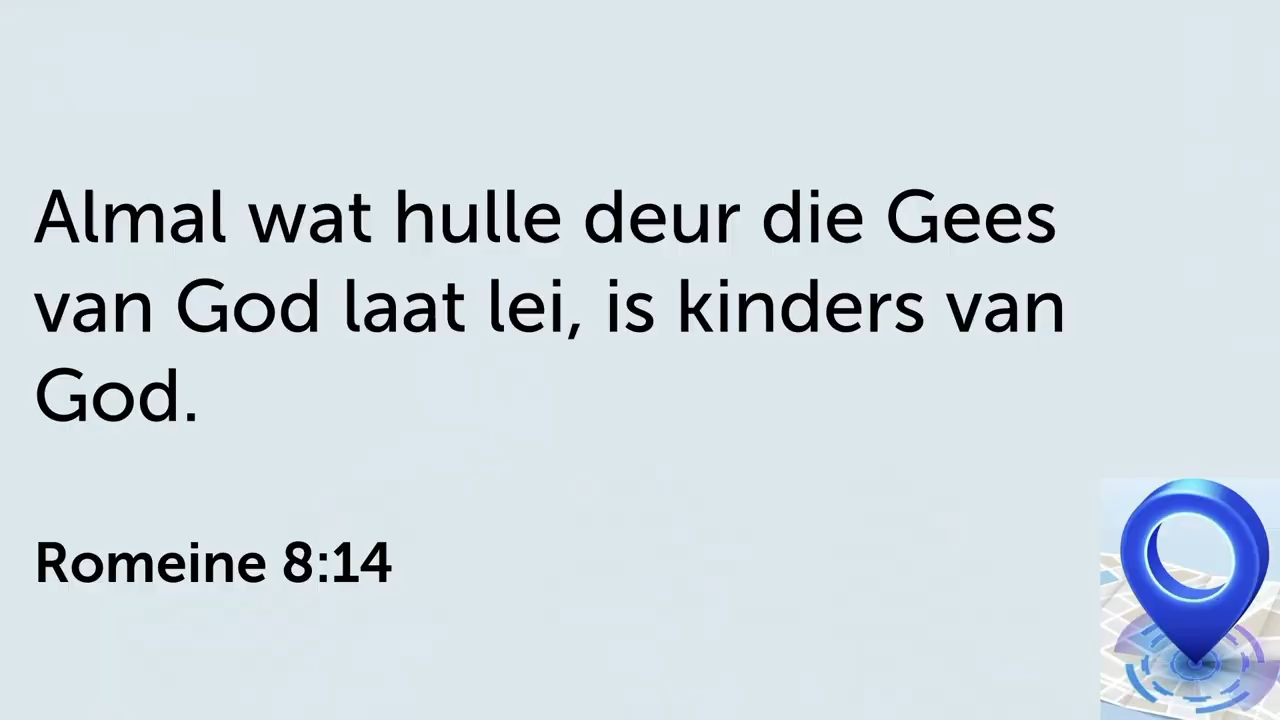 Almal wat hulle deur die Gees
van God laat lei, is kinders van
God.
Romeine 8:14